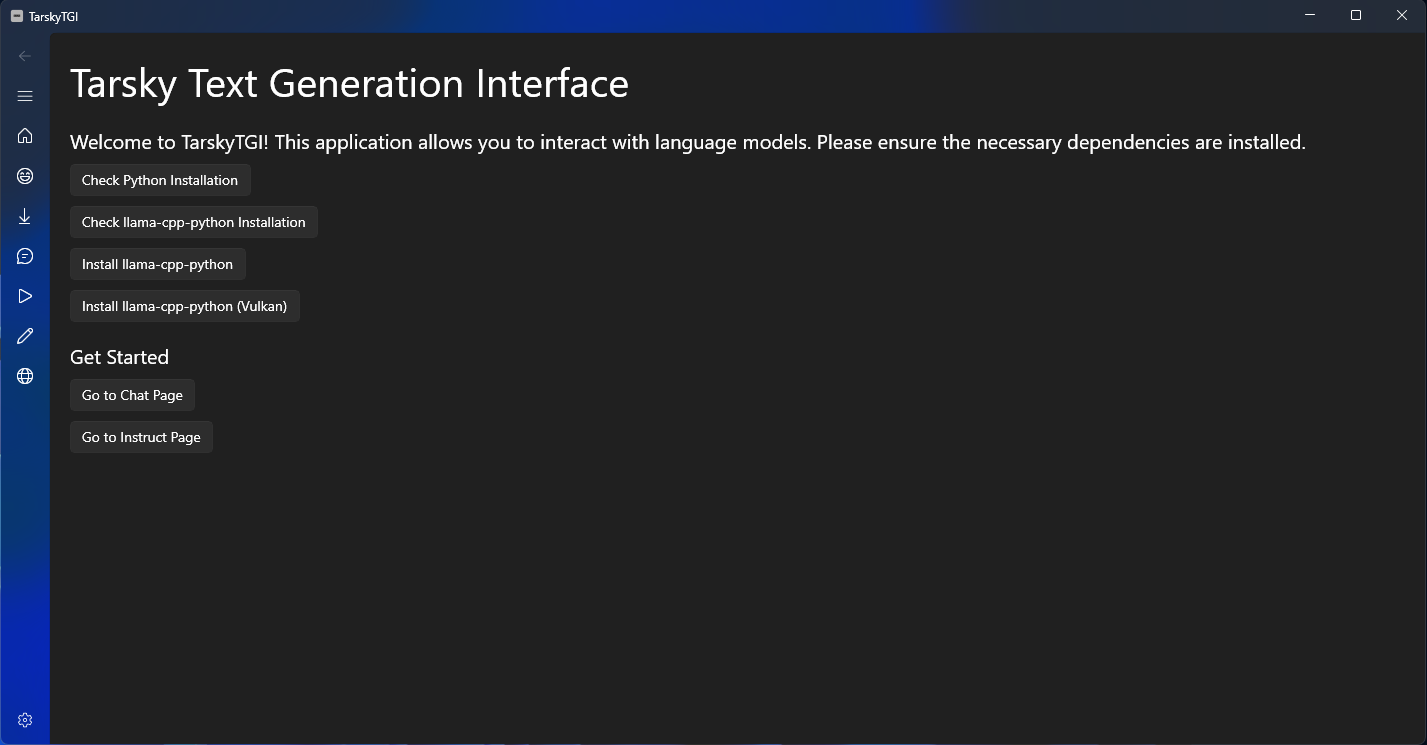 TarskyTGI
Tarsky Text Generation Interface
Welcome to TarskyTGI! This application allows you to interact with language models. Please ensure the necessary dependencies are installed.
Check Python Installation
Check llama-cpp-python Installation
Install llama-cpp-python
Install llama-cpp-python (Vulkan)
Get Started
Go to Chat Page
Go to Instruct Page